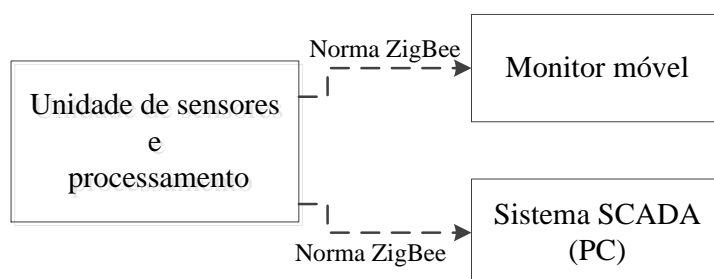 Unidade de sensores
e
processamento
Norma ZigBee
Monitor móvel
Norma ZigBee
Sistema SCADA
(PC)